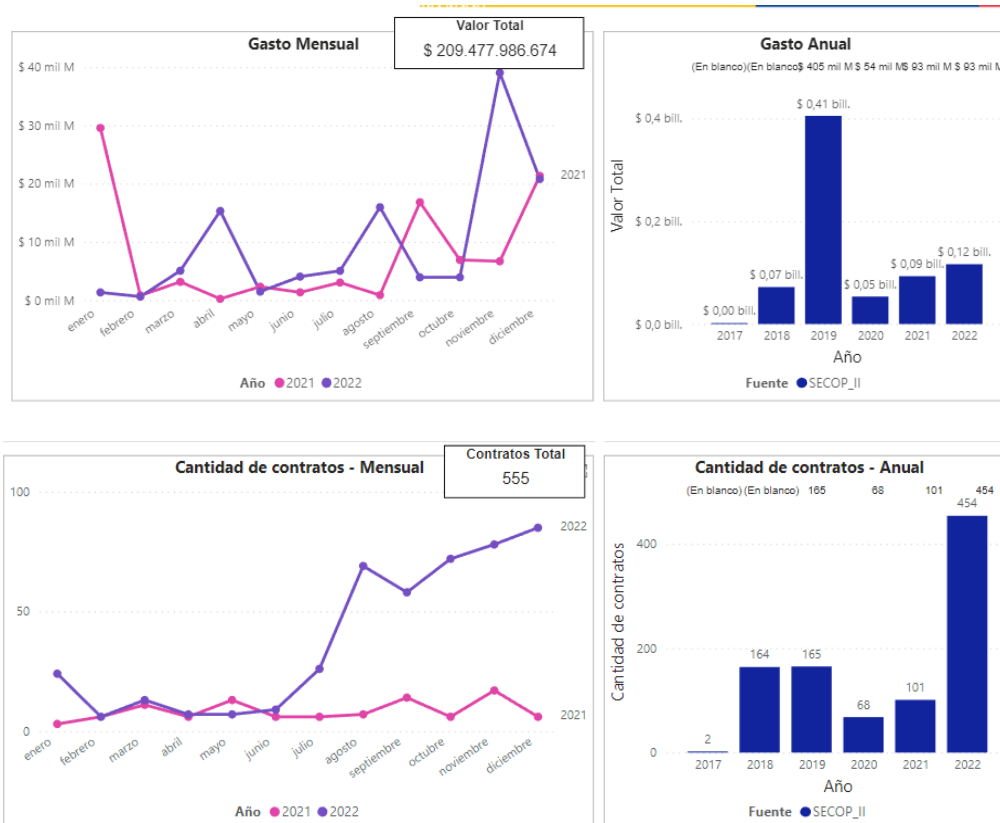 Gasto Mensual
Valor Total
$ 209.477.986.674
$ 40 mil M
$ 30 mil M
$ 20 mil M
$ 10 mil M
$ 0 mil M
2021
enero
febrero
marzo
abril
mayo
junio
julio
agosto
septiembre
octubre
noviembre
diciembre
Año 2021 2022
Gasto Anual
(En blanco)(En blanco$ 405 mil M $ 54 mil M$ 93 mil M $ 93 mil M
Valor Total
$ 0,4 bill.
$ 0,2 bill.
$ 0,0 bill.
$ 0,00 bill.
$ 0,07 bill.
$ 0,41 bill.
$ 0,05 bill.
$ 0,09 bill.
$ 0,12 bill.
2017 2018 2019 2020 2021 2022
Año
Fuente SECOP_II
Cantidad de contratos - Mensual
Contratos Total
555
100
50
0
2022
2021
enero
febrero
marzo
abril
mayo
junio
julio
agosto
septiembre
octubre
noviembre
diciembre
Año 2021 2022
Cantidad de contratos - Anual
(En blanco) (En blanco) 165 68 101 454
Cantidad de contratos
400
200
0
2
164
165
68
101
454
2017 2018 2019 2020 2021 2022
Año
Fuente SECOP_II